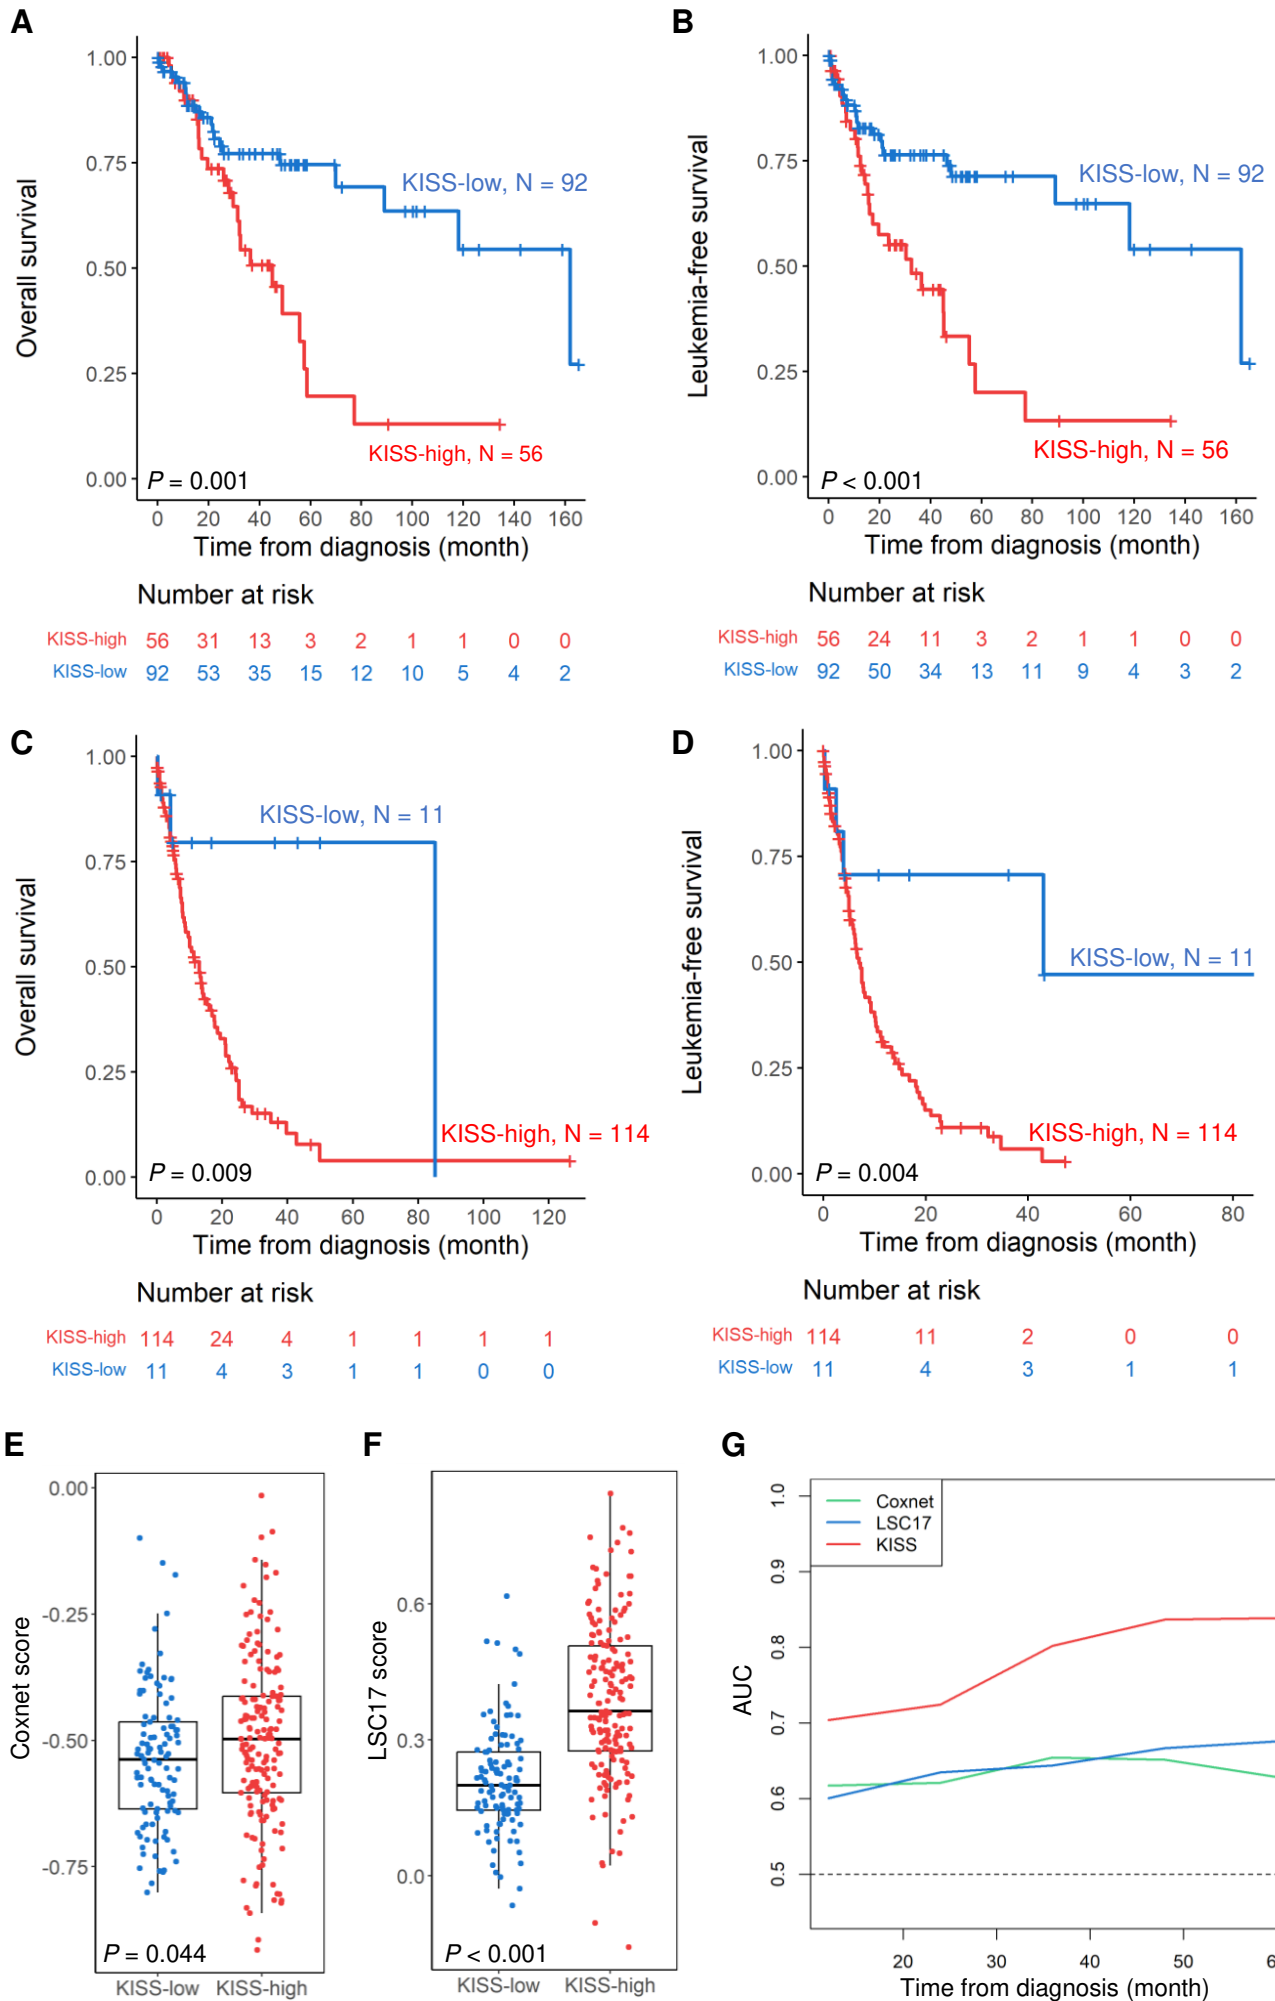 A
1.00
0.75
0.50
0.25
0.00
Overall survival
KISS-low, N = 92
KISS-high, N = 56
P = 0.001
0 20 40 60 80 100 120 140 160
Time from diagnosis (month)
Number at risk
KISS-high 56 31 13 3 2 1 1 0 0
KISS-low 92 53 35 15 12 10 5 4 2
B
1.00
0.75
0.50
0.25
0.00
Leukemia-free survival
KISS-low, N = 92
KISS-high, N = 56
P < 0.001
0 20 40 60 80 100 120 140 160
Time from diagnosis (month)
Number at risk
KISS-high 56 24 11 3 2 1 1 0 0
KISS-low 92 50 34 13 11 9 4 3 2
C
1.00
0.75
0.50
0.25
0.00
Overall survival
KISS-low, N = 11
KISS-high, N = 114
P = 0.009
0 20 40 60 80 100 120
Time from diagnosis (month)
Number at risk
KISS-high 114 24 4 1 1 1 1
KISS-low 11 4 3 1 1 0 0
D
1.00
0.75
0.50
0.25
0.00
Leukemia-free survival
KISS-low, N = 11
KISS-high, N = 114
P = 0.004
0 20 40 60 80
Time from diagnosis (month)
Number at risk
KISS-high 114 11 2 0 0
KISS-low 11 4 3 1 1
E
0.00
-0.25
-0.50
-0.75
Coxnet score
P = 0.044
KISS-low KISS-high
F
0.6
0.3
0.0
LSC17 score
P < 0.001
KISS-low KISS-high
G
Coxnet
LSC17
KISS
1.0
0.9
0.8
0.7
0.6
0.5
AUC
20 30 40 50
Time from diagnosis (month)